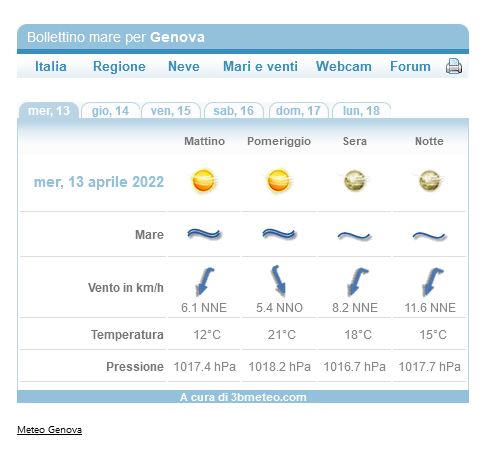 Bollettino mare per Genova
Italia Regione Neve Mari e venti Webcam Forum
mer, 13 gio, 14 ven, 15 sab, 16 dom, 17 lun, 18
Mattino Pomeriggio Sera Notte
mer, 13 aprile 2022
Mare
Vento in km/h
6.1 NNE 5.4 NNO 8.2 NNE 11.6 NNE
Temperatura 12°C 21°C 18°C 15°C
Pressione 1017.4 hPa 1018.2 hPa 1016.7 hPa 1017.7 hPa
A cura di 3bmeteo.com
Meteo Genova